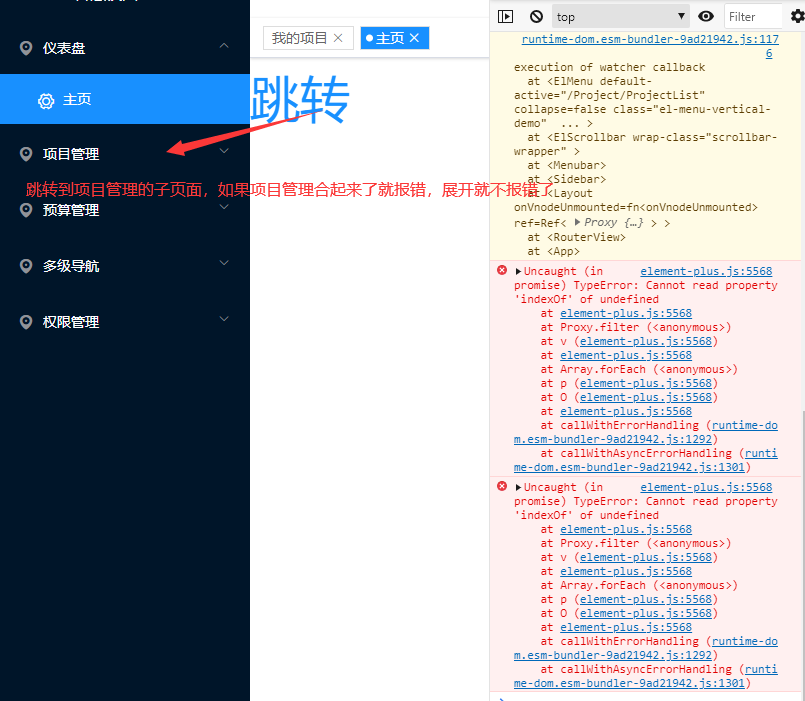 仪表盘
主页
项目管理
预算管理
多级导航
权限管理
我的项目 ×
主页 ×
跳转
跳转到项目管理的子页面，如果项目管理合起来了就报错，展开就不报错了
top
Filter
runtime-dom.esm-bundler-9ad21942.js:117
6
execution of watcher callback
at <ElMenu default-
active="/Project/ProjectList"
collapse=false class="el-menu-vertical-
demo" ... >
at <ElScrollbar wrap-class="scrollbar-
wrapper" >
at <Menubar>
at <Sidebar>
at <Layout
onVnodeUnmounted=fn<onVnodeUnmounted>
ref=Ref< ▶Proxy {…} > >
at <RouterView>
at <App>
▶Uncaught (in element-plus.js:5568
promise) TypeError: Cannot read property
'indexOf' of undefined
at element-plus.js:5568
at Proxy.filter (<anonymous>)
at v (element-plus.js:5568)
at element-plus.js:5568
at Array.forEach (<anonymous>)
at p (element-plus.js:5568)
at O (element-plus.js:5568)
at element-plus.js:5568
at callWithErrorHandling (runtime-do
m.esm-bundler-9ad21942.js:1292)
at callWithAsyncErrorHandling (runti
me-dom.esm-bundler-9ad21942.js:1301)
▶Uncaught (in element-plus.js:5568
promise) TypeError: Cannot read property
'indexOf' of undefined
at element-plus.js:5568
at Proxy.filter (<anonymous>)
at v (element-plus.js:5568)
at element-plus.js:5568
at Array.forEach (<anonymous>)
at p (element-plus.js:5568)
at O (element-plus.js:5568)
at element-plus.js:5568
at callWithErrorHandling (runtime-do
m.esm-bundler-9ad21942.js:1292)
at callWithAsyncErrorHandling (runti
me-dom.esm-bundler-9ad21942.js:1301)